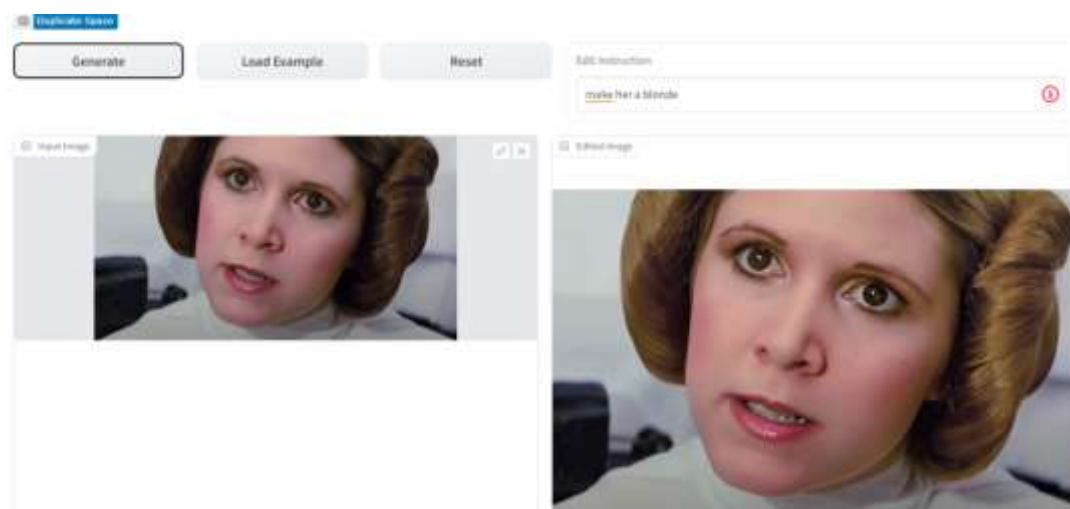 Duplicate Space
Generate
Load Example
Reset
Edit Instruction
make her a blonde
Input Image
Edited Image